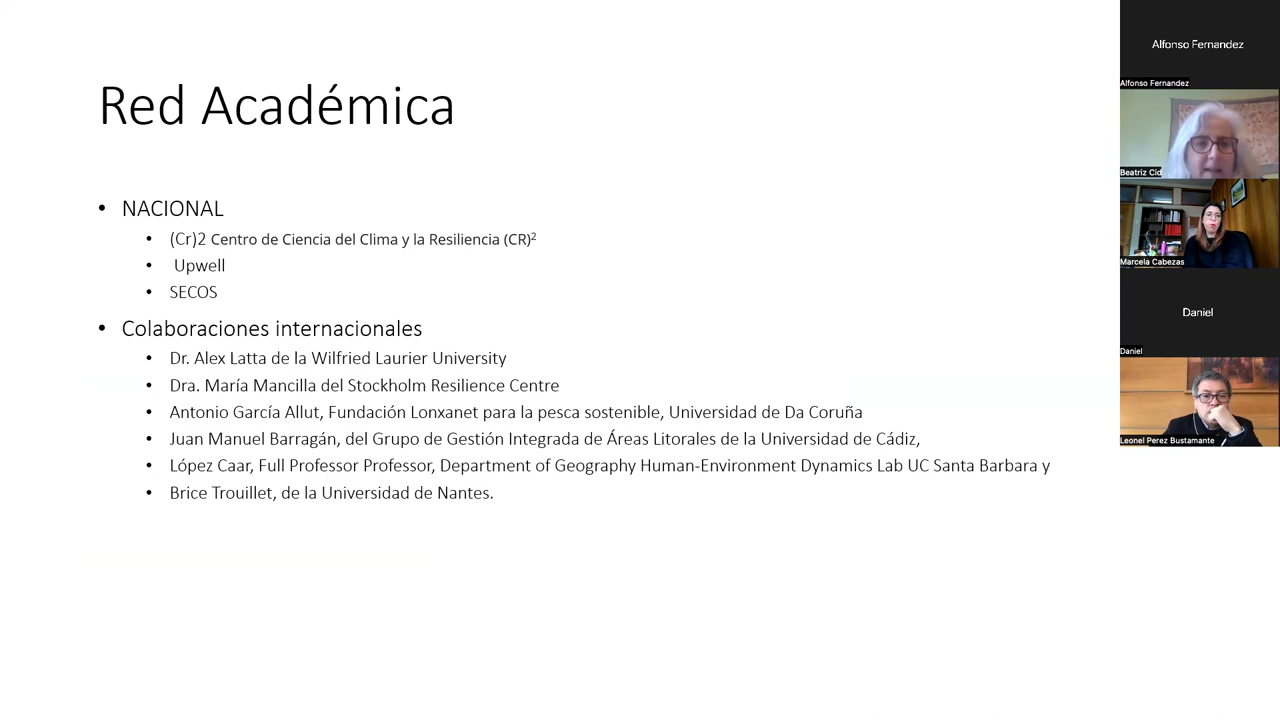 Red Académica
• NACIONAL
• (Cr)2 Centro de Ciencia del Clima y la Resiliencia (CR)²
• Upwell
• SECOS
• Colaboraciones internacionales
• Dr. Alex Latta de la Wilfried Laurier University
• Dra. María Mancilla del Stockholm Resilience Centre
• Antonio García Allut, Fundación Lonxanet para la pesca sostenible, Universidad de Da Coruña
• Juan Manuel Barragán, del Grupo de Gestión Integrada de Áreas Litorales de la Universidad de Cádiz,
• López Caar, Full Professor Professor, Department of Geography Human-Environment Dynamics Lab UC Santa Barbara y
• Brice Trouillet, de la Universidad de Nantes.
Alfonso Fernandez
Alfonso Fernandez
Beatriz Cid
Marcela Cabezas
Daniel
Daniel
Leonel Perez Bustamante